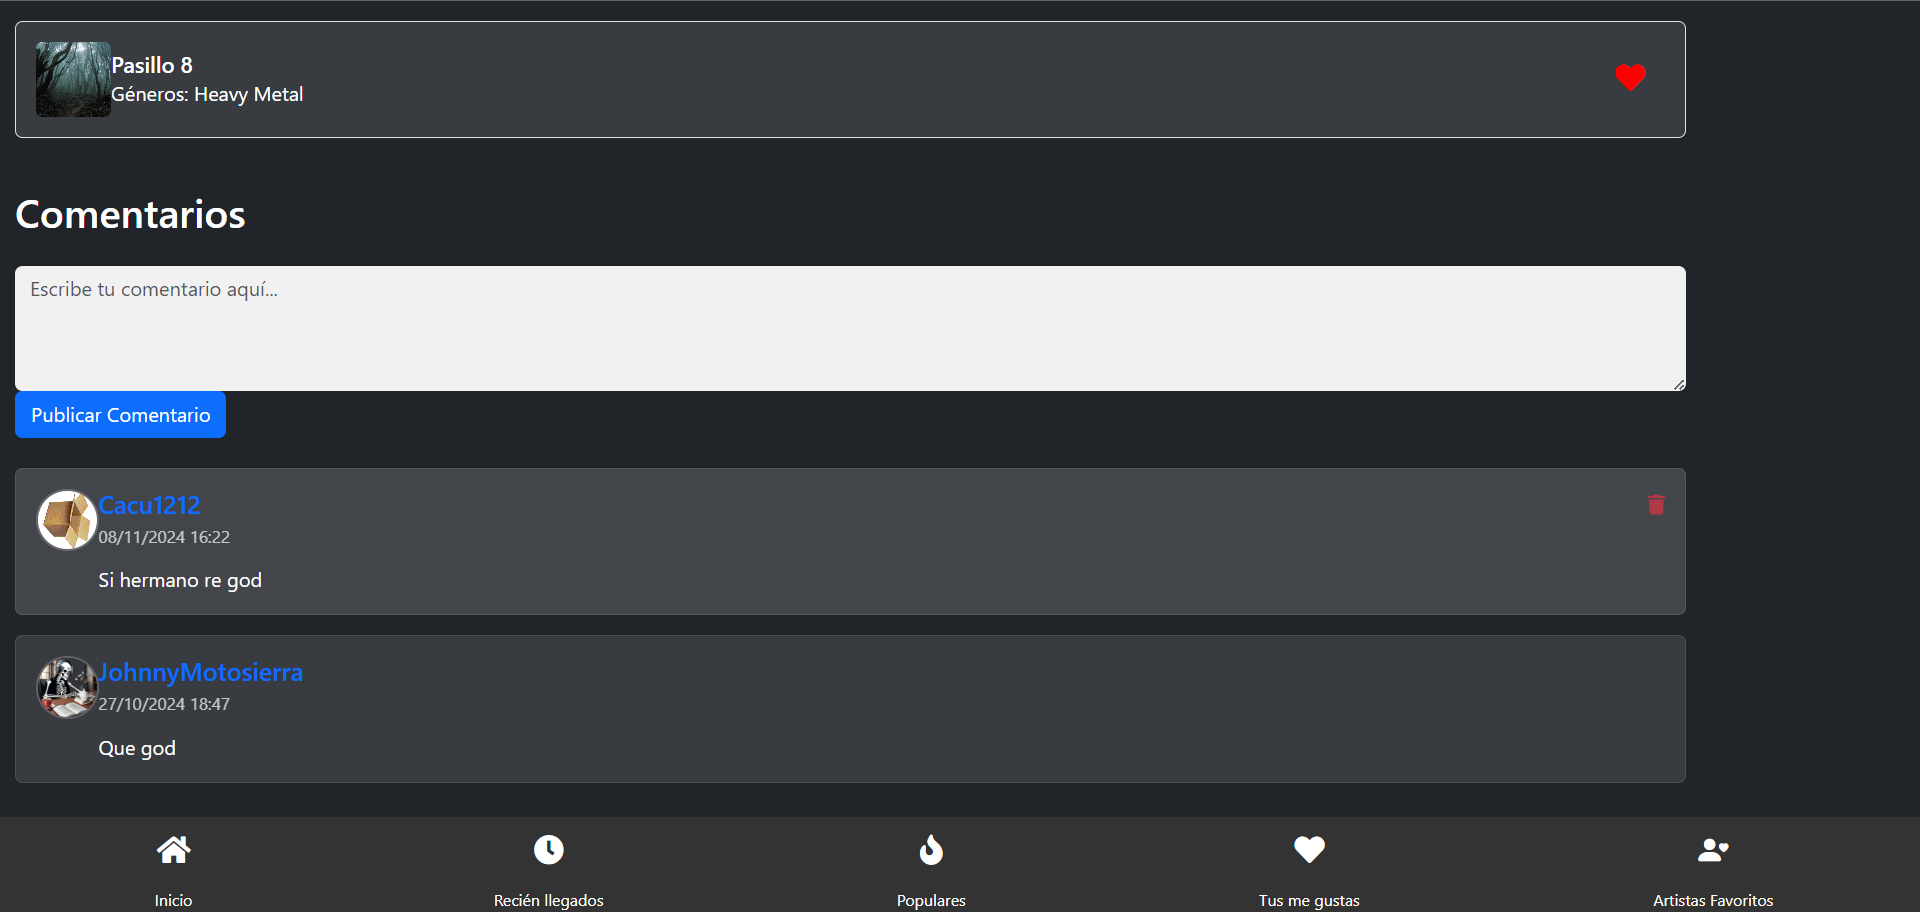 Pasillo 8
Géneros: Heavy Metal
Comentarios
Escribe tu comentario aquí...
Publicar Comentario
Cacu1212
08/11/2024 16:22
Si hermano re god
JohnnyMotosierra
27/10/2024 18:47
Que god
Inicio
Recién llegados
Populares
Tus me gustas
Artistas Favoritos